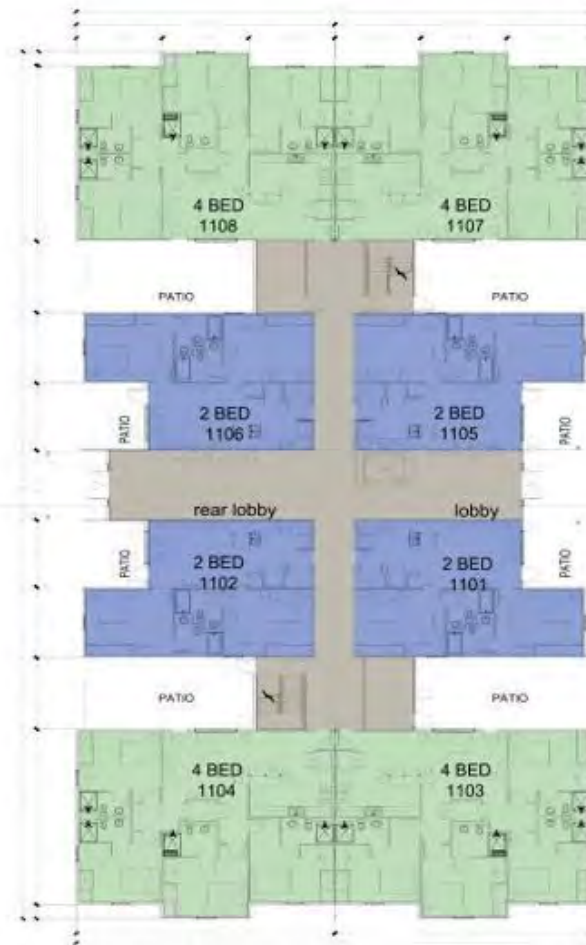 4 BED
1108
4 BED
1107
PATIO
PATIO
2 BED
1106
2 BED
1105
PATIO
PATIO
rear lobby
lobby
2 BED
1102
2 BED
1101
PATIO
PATIO
PATIO
PATIO
4 BED
1104
4 BED
1103